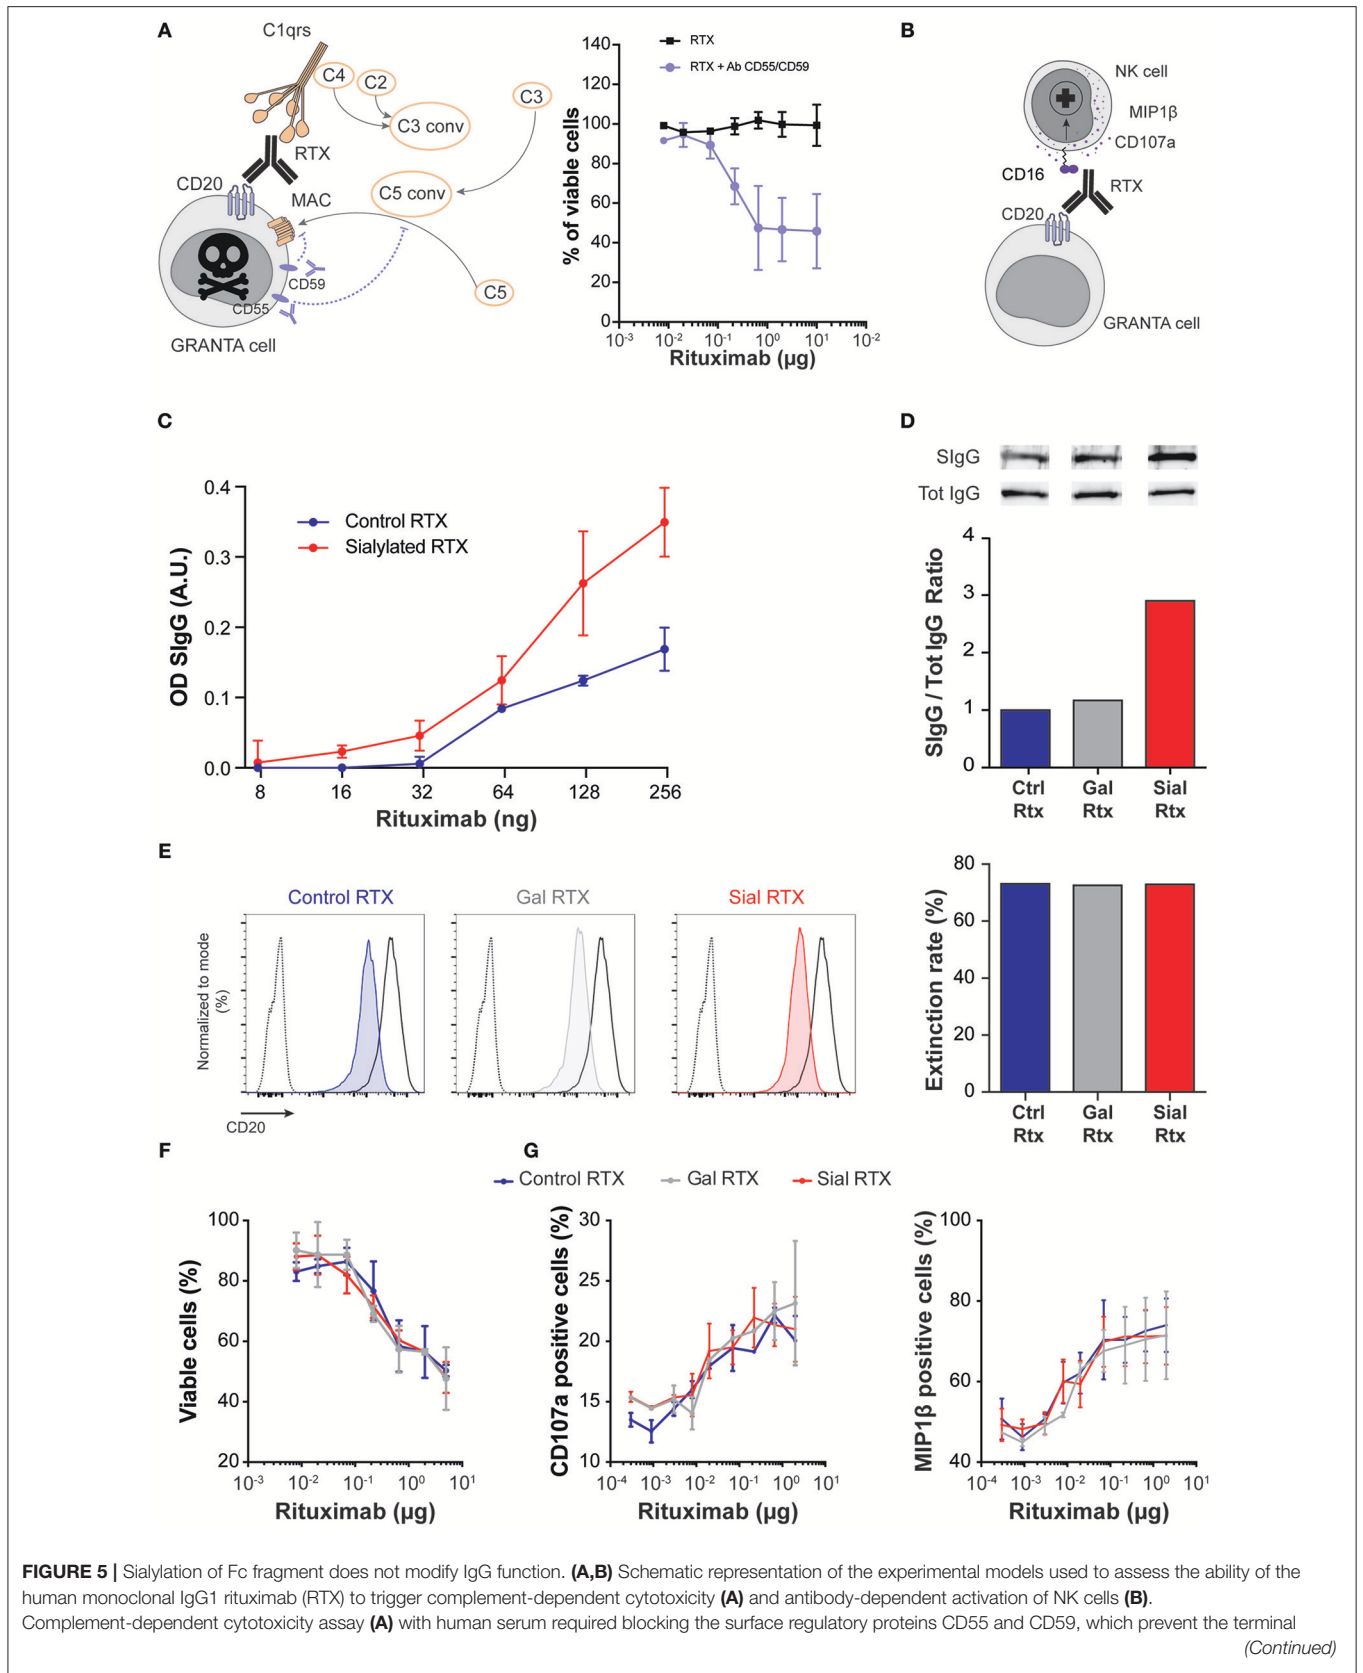 A
C1qrs
C4
C2
C3 conv
C3
RTX
CD20
MAC
C5 conv
CD59
CD55
C5
GRANTA cell
RTX
RTX + Ab CD55/CD59
% of viable cells
140
120
100
80
60
40
20
0
10-3
10-2
10-1
100
101
10-2
Rituximab (µg)
B
NK cell
MIP1β
CD107a
CD16
RTX
CD20
GRANTA cell
C
Control RTX
Sialylated RTX
OD SIgG (A.U.)
0.4
0.3
0.2
0.1
0.0
8
16
32
64
128
256
Rituximab (ng)
D
SIgG
Tot IgG
SIgG / Tot IgG Ratio
4
3
2
1
0
Ctrl Rtx
Gal Rtx
Sial Rtx
E
Control RTX
Gal RTX
Sial RTX
Normalized to mode
(%)
CD20
Extinction rate (%)
80
60
40
20
0
Ctrl Rtx
Gal Rtx
Sial Rtx
F
Viable cells (%)
100
80
60
40
20
10-3
10-2
10-1
100
101
Rituximab (µg)
G
Control RTX
Gal RTX
Sial RTX
CD107a positive cells (%)
30
25
20
15
10
10-4
10-3
10-2
10-1
100
101
Rituximab (µg)
MIP1β positive cells (%)
100
80
60
40
10-4
10-3
10-2
10-1
100
101
Rituximab (µg)
FIGURE 5 | Sialylation of Fc fragment does not modify IgG function. (A,B) Schematic representation of the experimental models used to assess the ability of the
human monoclonal IgG1 rituximab (RTX) to trigger complement-dependent cytotoxicity (A) and antibody-dependent activation of NK cells (B).
Complement-dependent cytotoxicity assay (A) with human serum required blocking the surface regulatory proteins CD55 and CD59, which prevent the terminal
(Continued)